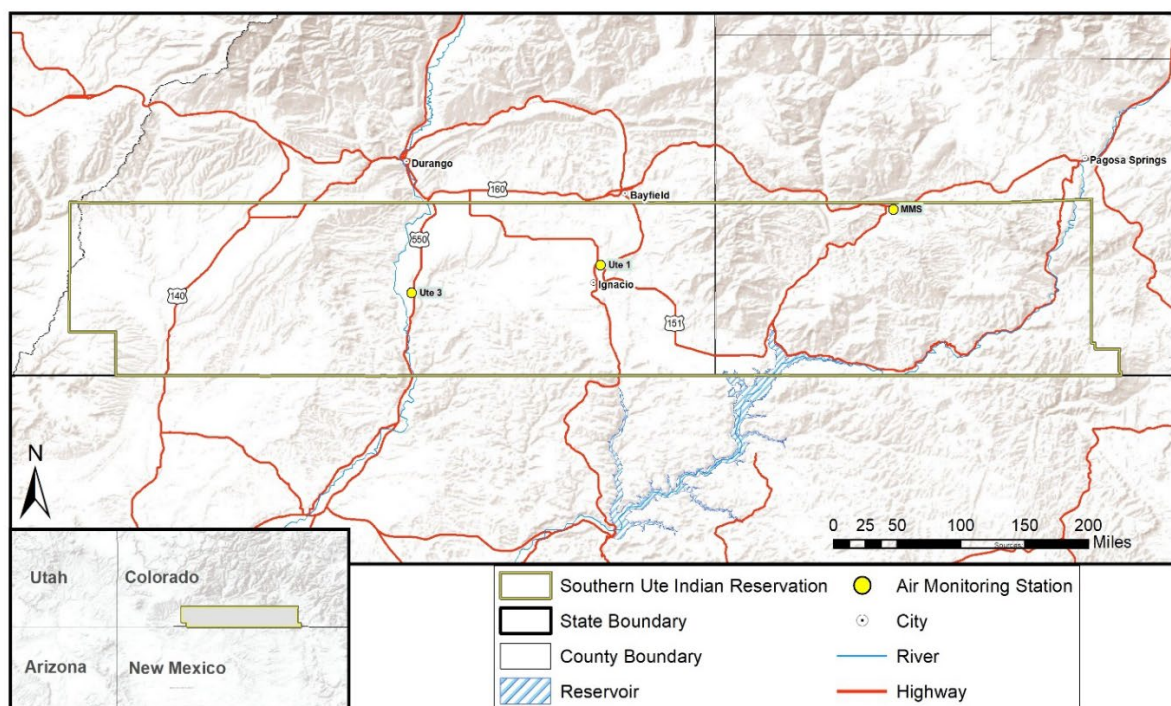 Durango
160
Bayfield
Pagosa Springs
MMS
550
Ute 1
140
Ute 3
Ignacio
151
N
0 25 50 100 150 200
Sources
Miles
Utah
Colorado
Arizona
New Mexico
Southern Ute Indian Reservation
State Boundary
County Boundary
Reservoir
Air Monitoring Station
City
River
Highway